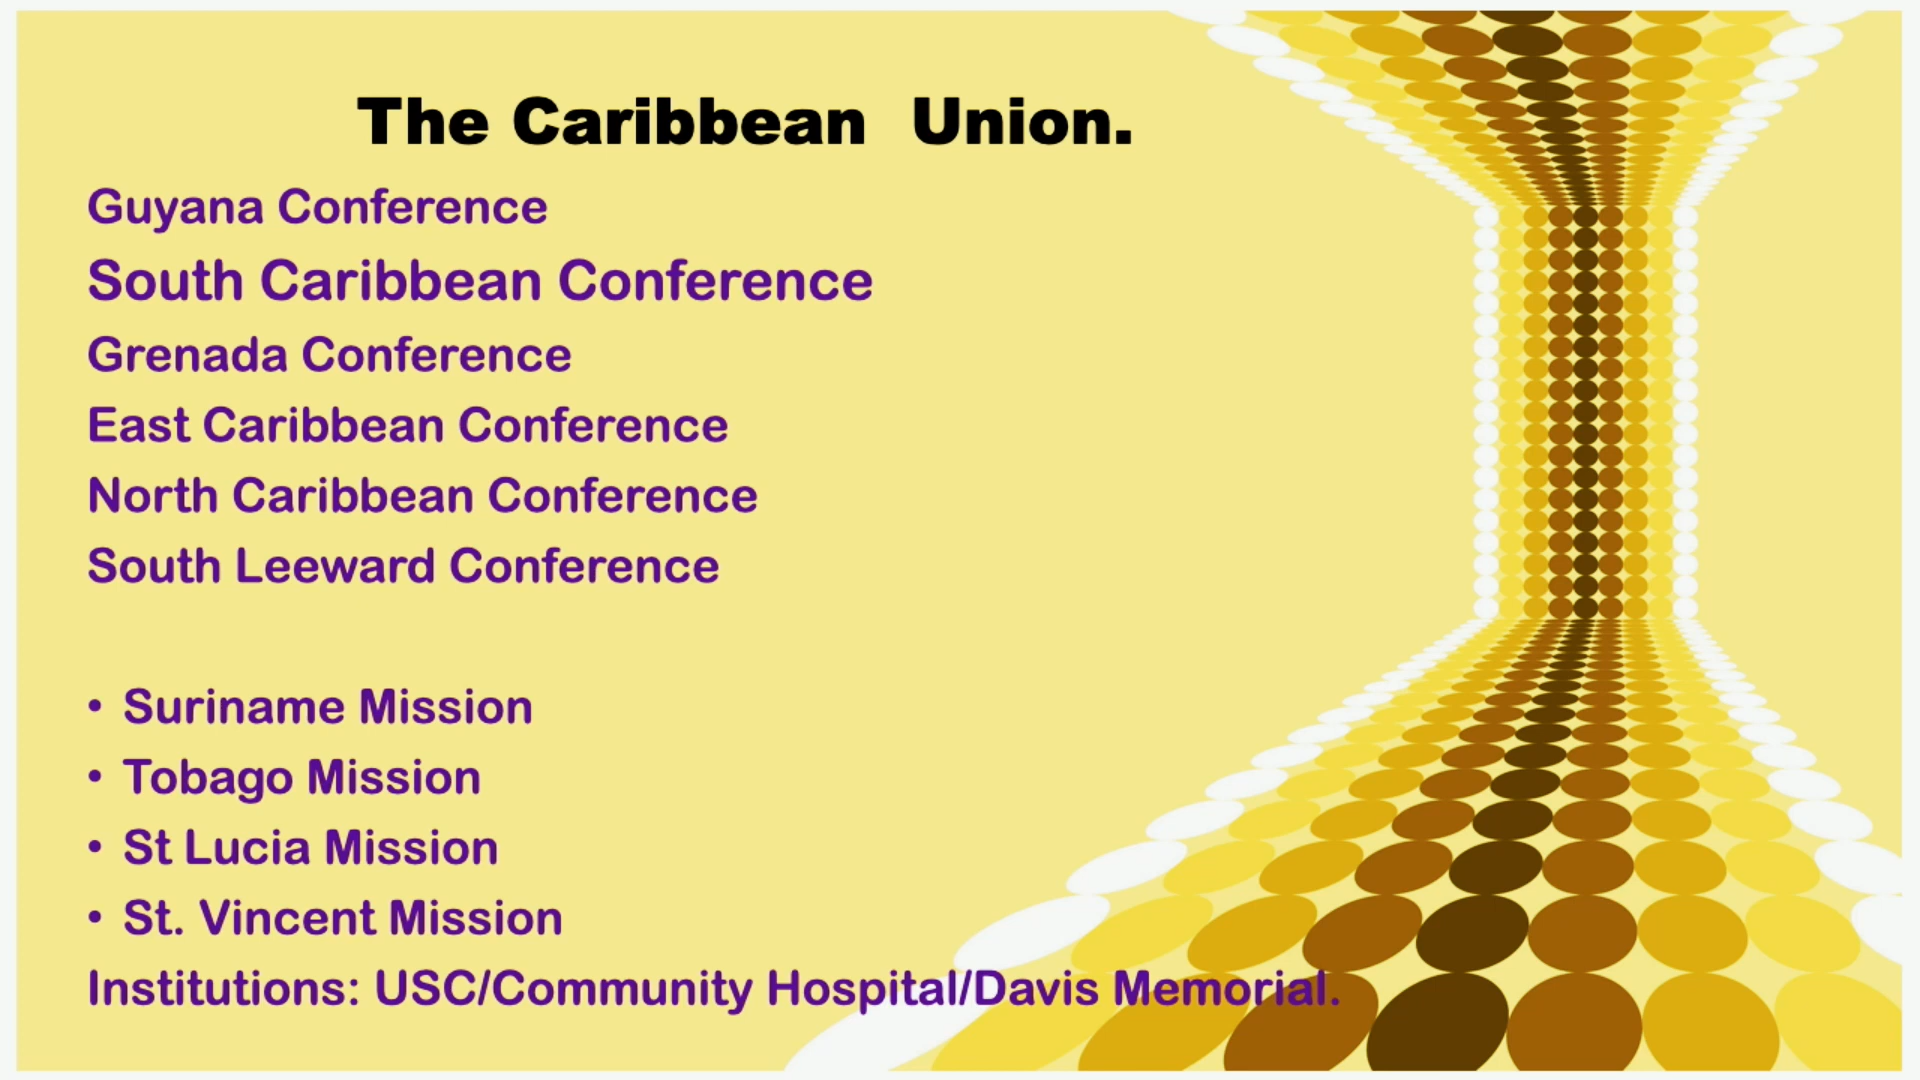 The Caribbean  Union.
Guyana Conference
South Caribbean Conference
Grenada Conference
East Caribbean Conference
North Caribbean Conference
South Leeward Conference
• Suriname Mission
• Tobago Mission
• St Lucia Mission
• St. Vincent Mission
Institutions: USC/Community Hospital/Davis Memorial.